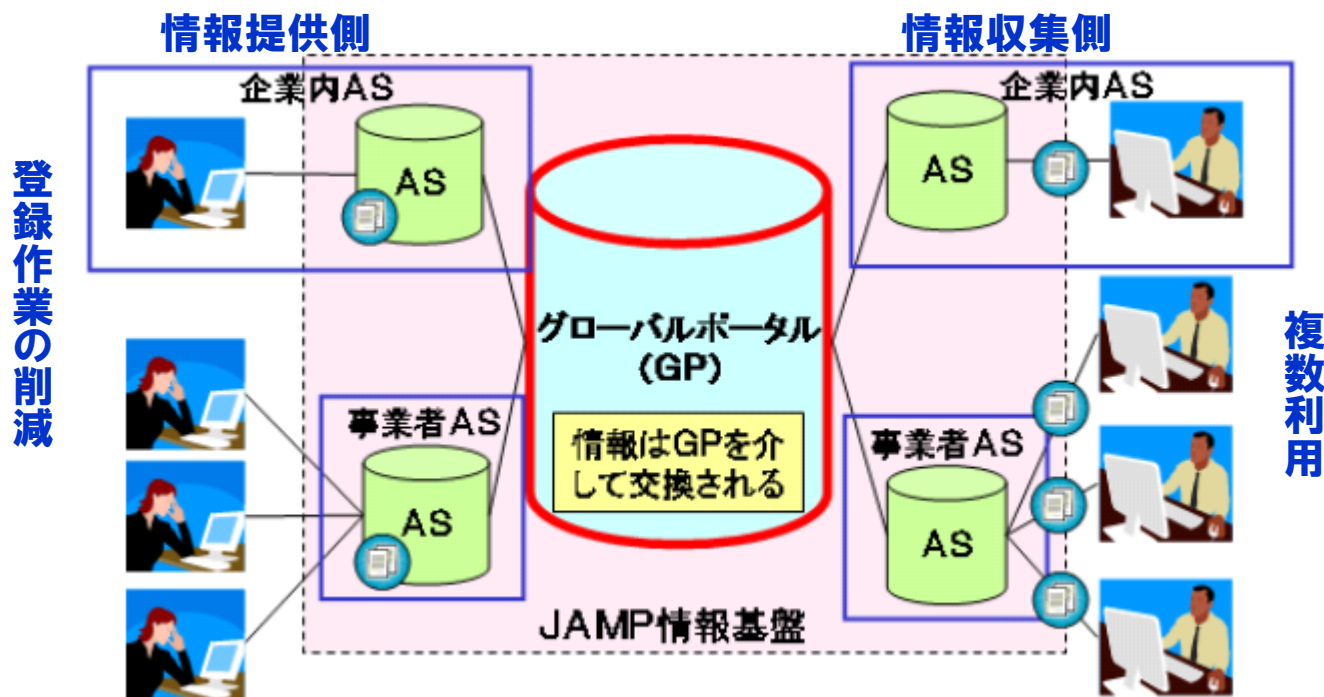 情報提供側
情報収集側
企業内AS
企業内AS
AS
AS
登録作業の削減
グローバルポータル
(GP)
情報はGPを介
して交換される
複数利用
事業者AS
事業者AS
AS
AS
JAMP情報基盤